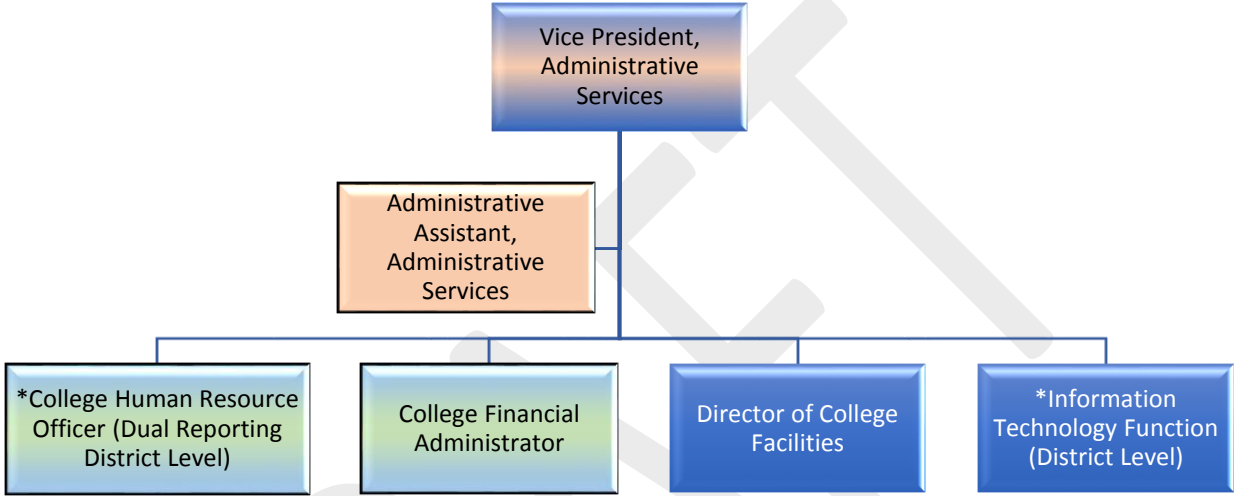 Vice President,
Administrative
Services
Administrative
Assistant,
Administrative
Services
*College Human Resource
Officer (Dual Reporting
District Level)
College Financial
Administrator
Director of College
Facilities
*Information
Technology Function
(District Level)